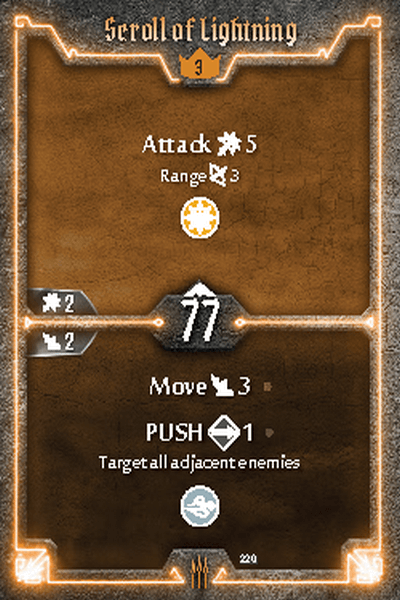 Scroll of Lightning
3
Attack 5
Range 3
2
77
2
Move 3
PUSH 1
Target all adjacent enemies
220